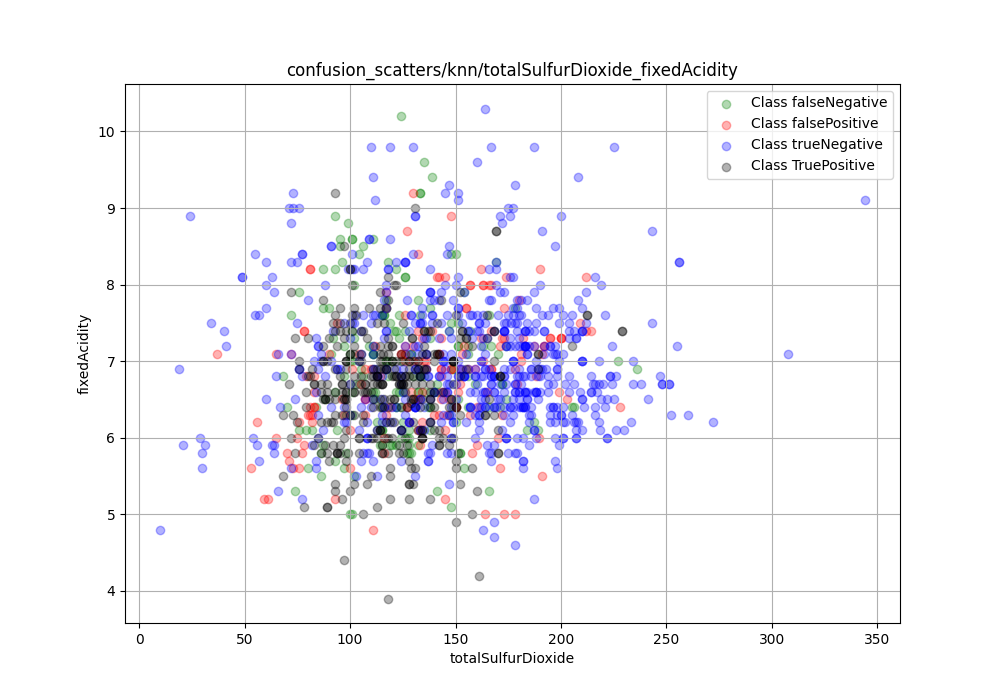 confusion_scatters/knn/totalSulfurDioxide_fixedAcidity
Class falseNegative
Class falsePositive
Class trueNegative
Class TruePositive
10
9
8
7
6
5
4
fixedAcidity
0 50 100 150 200 250 300 350
totalSulfurDioxide